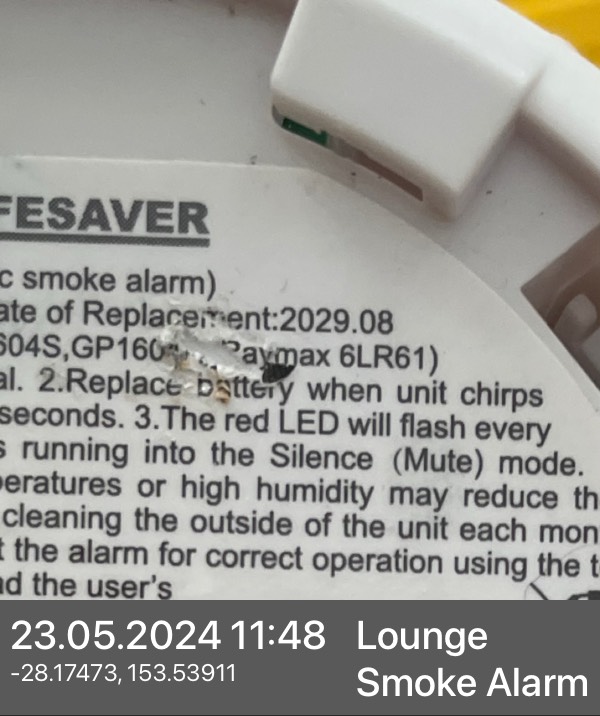 FESAVER
c smoke alarm)
ate of Replacement:2029.08
604S,GP160 Raymax 6LR61)
al. 2.Replace battery when unit chirps
seconds. 3.The red LED will flash every
s running into the Silence (Mute) mode.
peratures or high humidity may reduce th
cleaning the outside of the unit each mon
t the alarm for correct operation using the t
nd the user's
23.05.2024 11:48
-28.17473, 153.53911
Lounge
Smoke Alarm